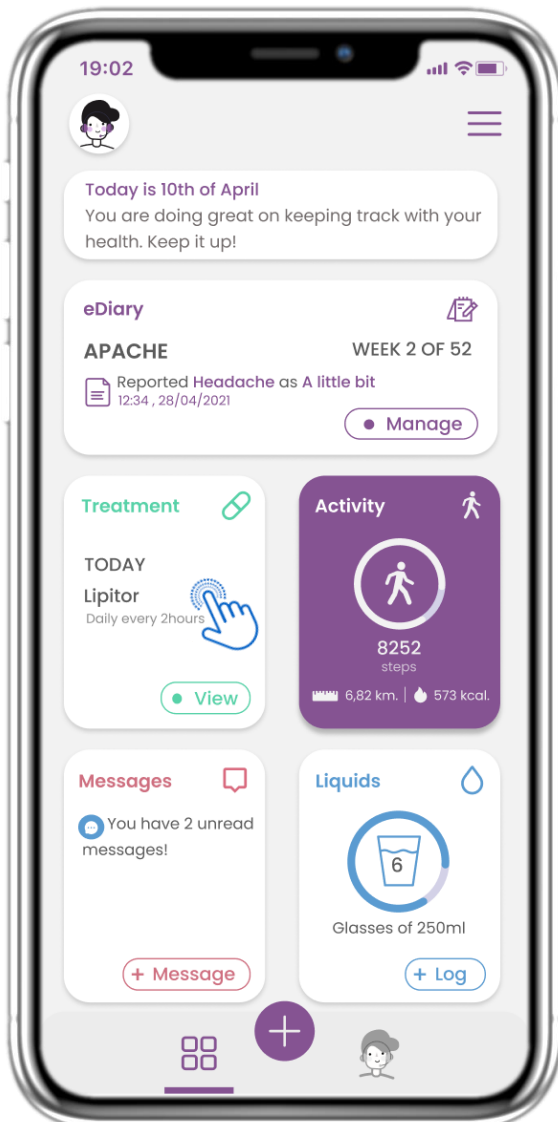 19:02
Today is 10th of April
You are doing great on keeping track with your
health. Keep it up!
eDiary
APACHE
WEEK 2 OF 52
Reported Headache as A little bit
12:34 , 28/04/2021
Manage
Treatment
TODAY
Lipitor
Daily every 2hours
View
Activity
8252
steps
6,82 km. | 573 kcal.
Messages
You have 2 unread
messages!
+ Message
Liquids
6
Glasses of 250ml
+ Log